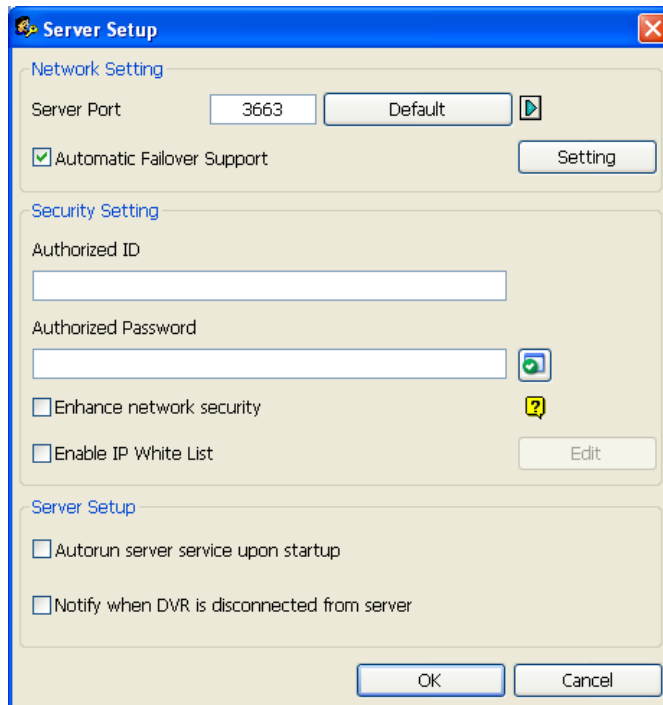 Server Setup
Network Setting
Server Port 3663 Default
Automatic Failover Support Setting
Security Setting
Authorized ID
Authorized Password
Enhance network security ?
Enable IP White List Edit
Server Setup
Autorun server service upon startup
Notify when DVR is disconnected from server
OK Cancel